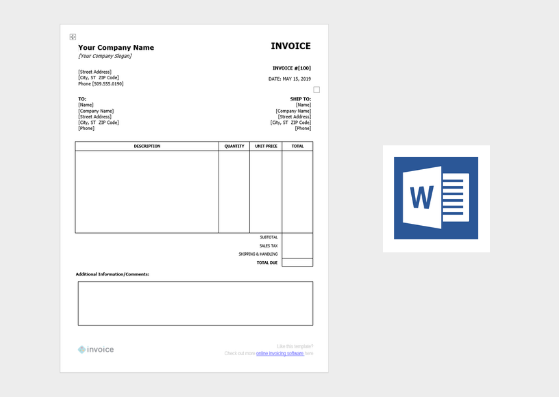 Your Company Name
INVOICE
[Your Company Slogan]
INVOICE #[100]
[Street Address]
[City, ST ZIP Code]
DATE: MAY 15, 2019
Phone [509.555.0190]
TO:
SHIP TO:
[Name]
[Name]
[Company Name]
[Company Name]
[Street Address]
[Street Address]
[City, ST ZIP Code]
[City, ST ZIP Code]
[Phone]
[Phone]
DESCRIPTION QUANTITY UNIT PRICE TOTAL
SUBTOTAL
SALES TAX
SHIPPING & HANDLING
TOTAL DUE
Additional Information/Comments:
invoice
Like this template?
Check out more online invoicing software now
W